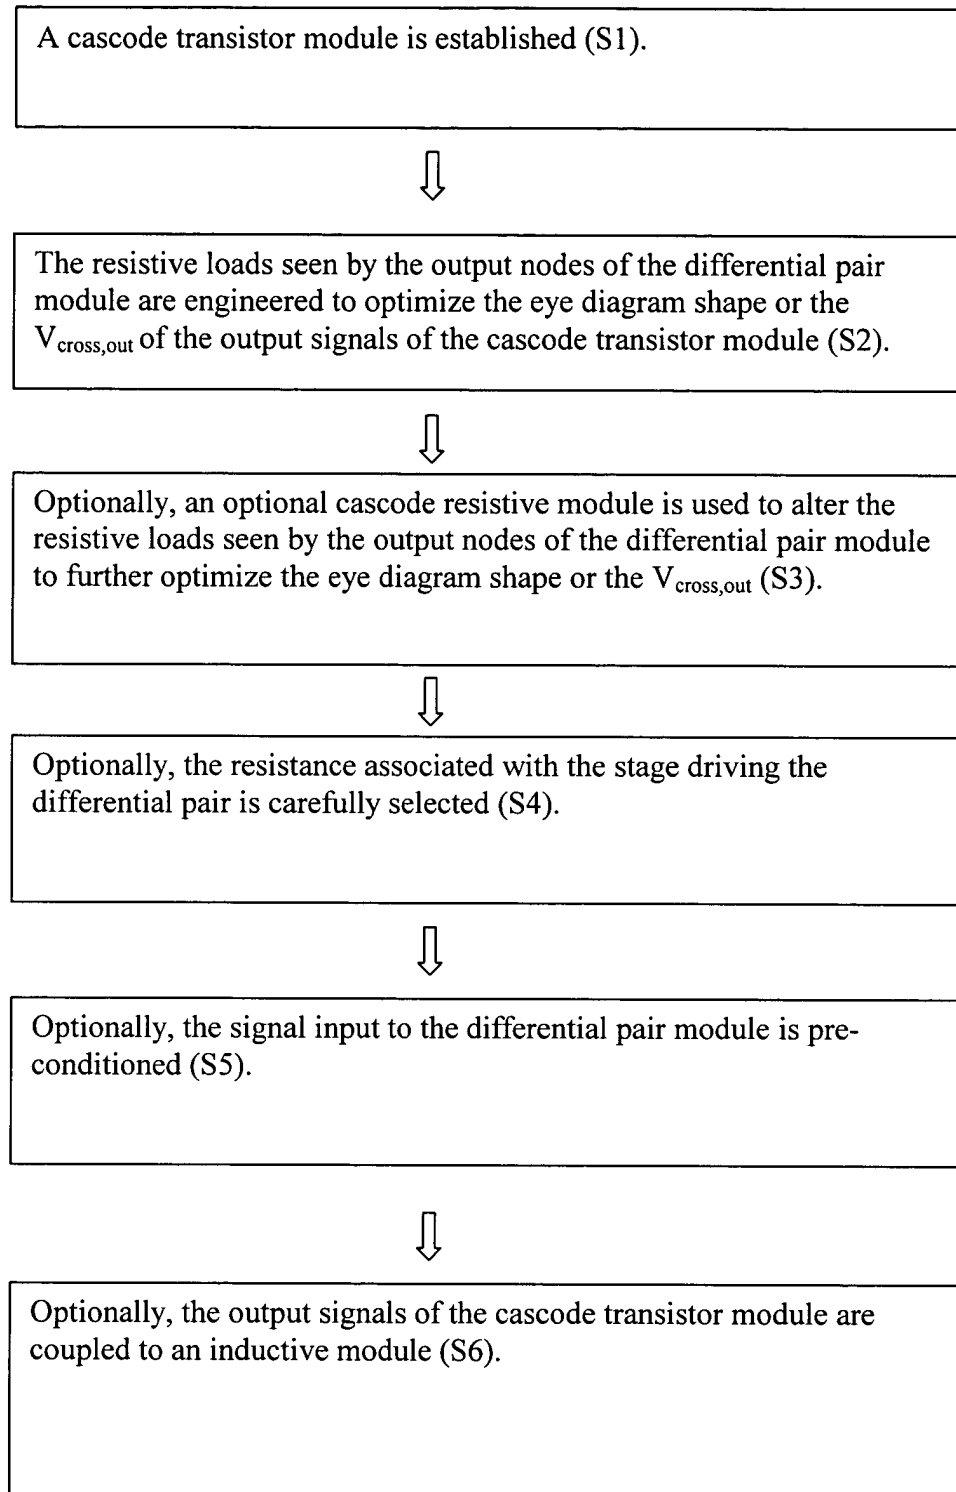 A cascode transistor module is established (S1).
The resistive loads seen by the output nodes of the differential pair
module are engineered to optimize the eye diagram shape or the
Vcross,out of the output signals of the cascode transistor module (S2).
Optionally, an optional cascode resistive module is used to alter the
resistive loads seen by the output nodes of the differential pair module
to further optimize the eye diagram shape or the Vcross,out (S3).
Optionally, the resistance associated with the stage driving the
differential pair is carefully selected (S4).
Optionally, the signal input to the differential pair module is pre-
conditioned (S5).
Optionally, the output signals of the cascode transistor module are
coupled to an inductive module (S6).